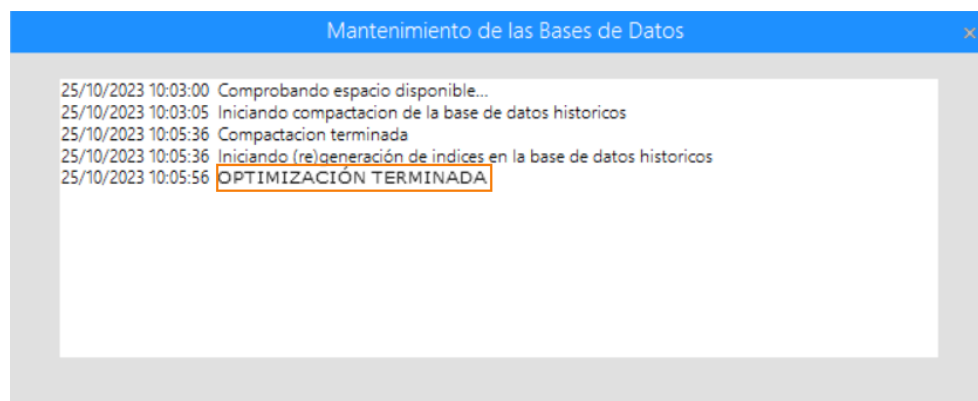 Mantenimiento de las Bases de Datos
25/10/2023 10:03:00 Comprobando espacio disponible...
25/10/2023 10:03:05 Iniciando compactacion de la base de datos historicos
25/10/2023 10:05:36 Compactacion terminada
25/10/2023 10:05:36 Iniciando (re)generación de indices en la base de datos historicos
25/10/2023 10:05:56 OPTIMIZACIÓN TERMINADA